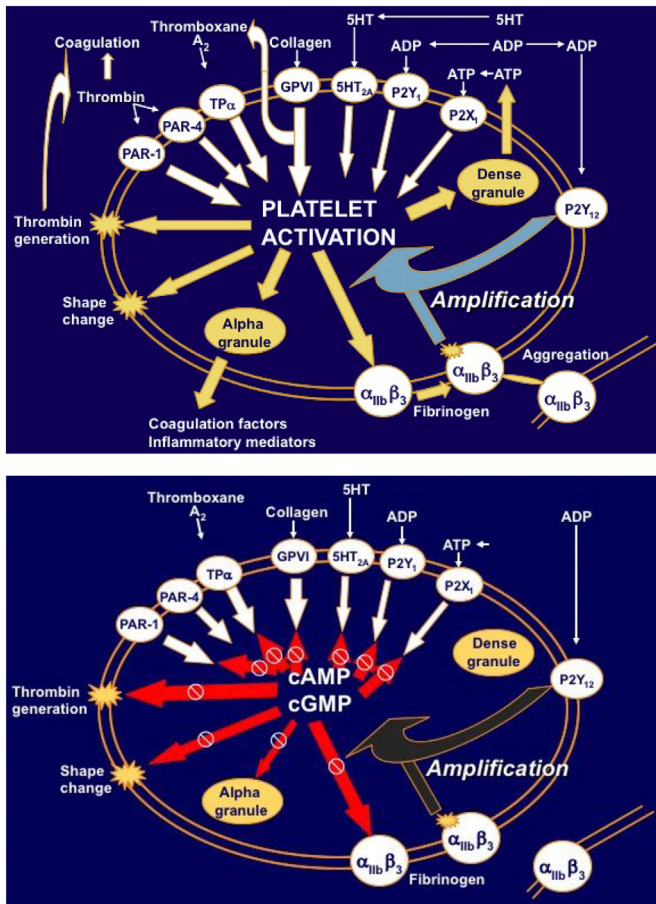 Thromboxane
A2
5HT
5HT
Coagulation
Collagen
ADP
ADP
ADP
ATP
ATP
Thrombin
TPα
GPVI
5HT2A
P2Y1
P2X1
PAR-4
PAR-1
Dense
granule
P2Y12
PLATELET
ACTIVATION
Thrombin
generation
Amplification
Shape
change
Alpha
granule
Aggregation
αIIbβ3
αIIbβ3
αIIbβ3
Fibrinogen
Coagulation factors
Inflammatory mediators
5HT
Thromboxane
A2
Collagen
ADP
ADP
ATP
GPVI
5HT2A
P2Y1
TPα
P2X1
PAR-4
PAR-1
Dense
granule
cAMP
cGMP
P2Y12
Thrombin
generation
Amplification
Shape
change
Alpha
granule
αIIbβ3
αIIbβ3
αIIbβ3
Fibrinogen